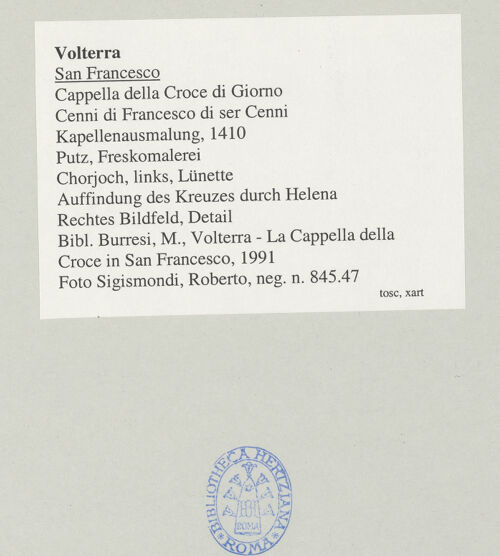 Volterra
San Francesco
Cappella della Croce di Giorno
Cenni di Francesco di ser Cenni
Kapellenausmalung, 1410
Putz, Freskomalerei
Chorjoch, links, Lünette
Auffindung des Kreuzes durch Helena
Rechtes Bildfeld, Detail
Bibl. Burresi, M., Volterra - La Cappella della
Croce in San Francesco, 1991
Foto Sigismondi, Roberto, neg. n. 845.47
tosc, xart
BIBLIOTHECA HERTZIANA
ROMA
ROMA